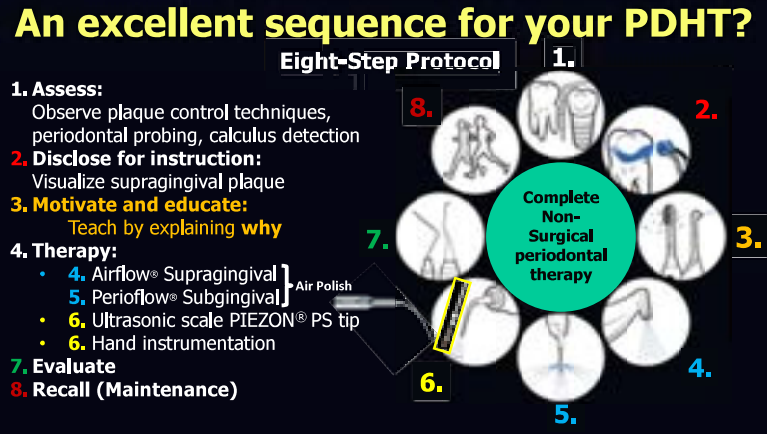 An excellent sequence for your PDHT?
Eight-Step Protocol
1. Assess:
Observe plaque control techniques,
periodontal probing, calculus detection
2. Disclose for instruction:
Visualize supragingival plaque
3. Motivate and educate:
Teach by explaining why
4. Therapy:
• 4. Airflow® Supragingival
5. Perioflow® Subgingival
Air Polish
• 6. Ultrasonic scale PIEZON® PS tip
• 6. Hand instrumentation
7. Evaluate
8. Recall (Maintenance)
1.
2.
3.
4.
5.
6.
7.
8.
Complete
Non-
Surgical
periodontal
therapy